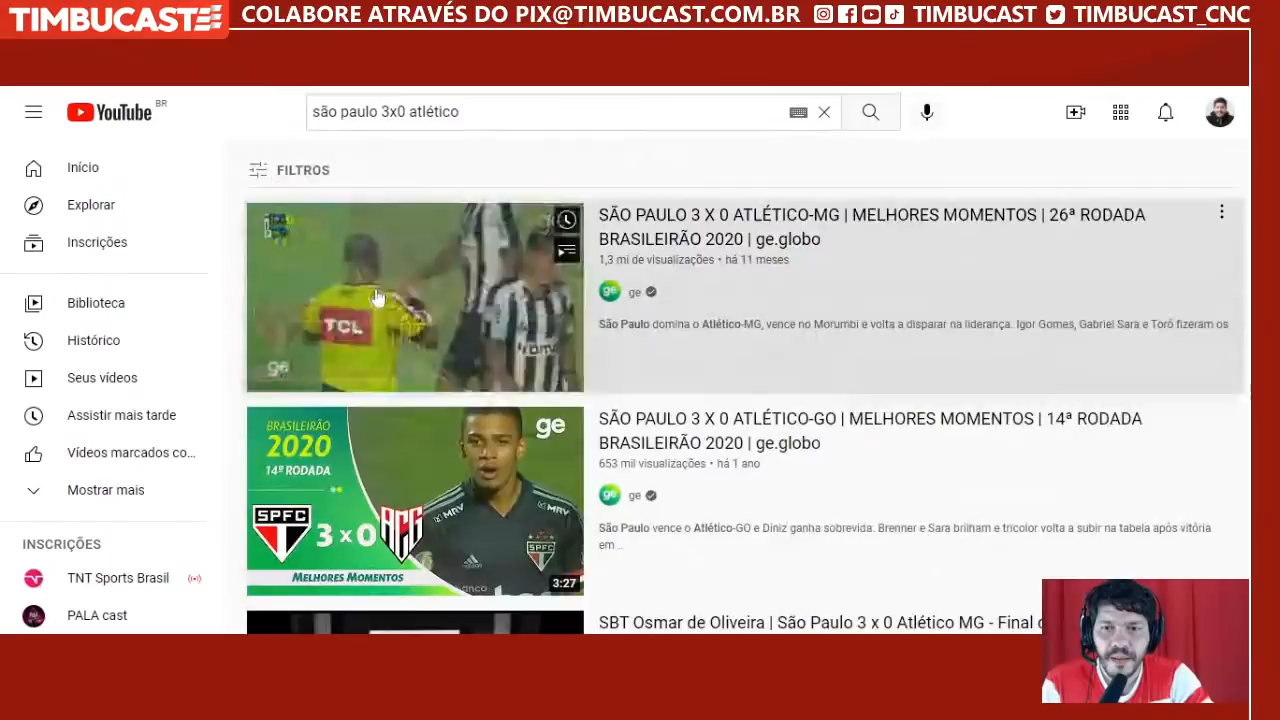 TIMBUCAST
COLABORE ATRAVÉS DO PIX@TIMBUCAST.COM.BR
TIMBUCAST
TIMBUCAST_CNC
YouTube BR
são paulo 3x0 atlético
Início
Explorar
Inscrições
Biblioteca
Histórico
Seus vídeos
Assistir mais tarde
Vídeos marcados co...
Mostrar mais
INSCRIÇÕES
TNT Sports Brasil
PALA cast
FILTROS
TCL
ge
SÃO PAULO 3 X 0 ATLÉTICO-MG | MELHORES MOMENTOS | 26ª RODADA
BRASILEIRÃO 2020 | ge.globo
1,3 mi de visualizações • há 11 meses
ge
ge
São Paulo domina o Atlético-MG, vence no Morumbi e volta a disparar na liderança. Igor Gomes, Gabriel Sara e Toró fizeram os
BRASILEIRÃO
2020
14ª RODADA
ge
MRV
MRV
SPFC
3 x 0
ACG
SPFC
MELHORES MOMENTOS
3:27
SÃO PAULO 3 X 0 ATLÉTICO-GO | MELHORES MOMENTOS | 14ª RODADA
BRASILEIRÃO 2020 | ge.globo
653 mil visualizações • há 1 ano
ge
ge
São Paulo vence o Atlético-GO e Diniz ganha sobrevida. Brenner e Sara brilham e tricolor volta a subir na tabela após vitória
em ...
SBT Osmar de Oliveira | São Paulo 3 x 0 Atlético MG - Final